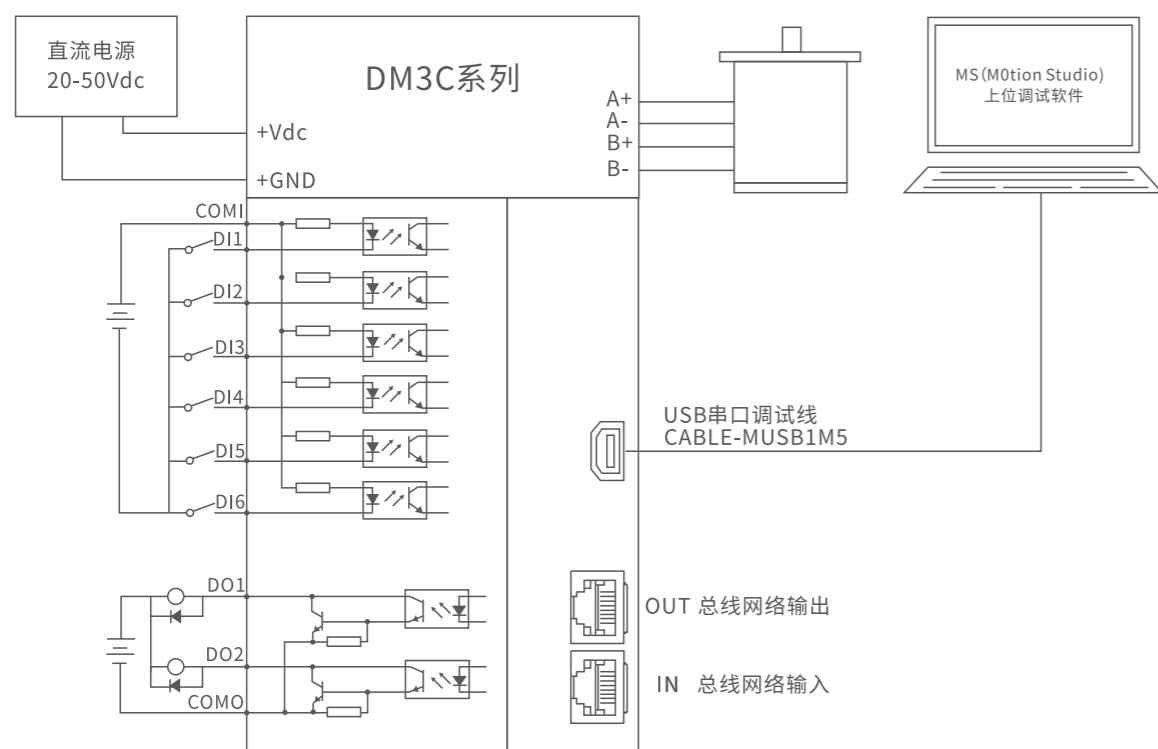 直流电源
20-50Vdc
DM3C系列
MS(M0tion Studio)
上位调试软件
+Vdc
+GND
A+
A-
B+
B-
COMI
DI1
DI2
DI3
DI4
DI5
DI6
USB串口调试线
CABLE-MUSB1M5
DO1
DO2
COMO
OUT 总线网络输出
IN 总线网络输入